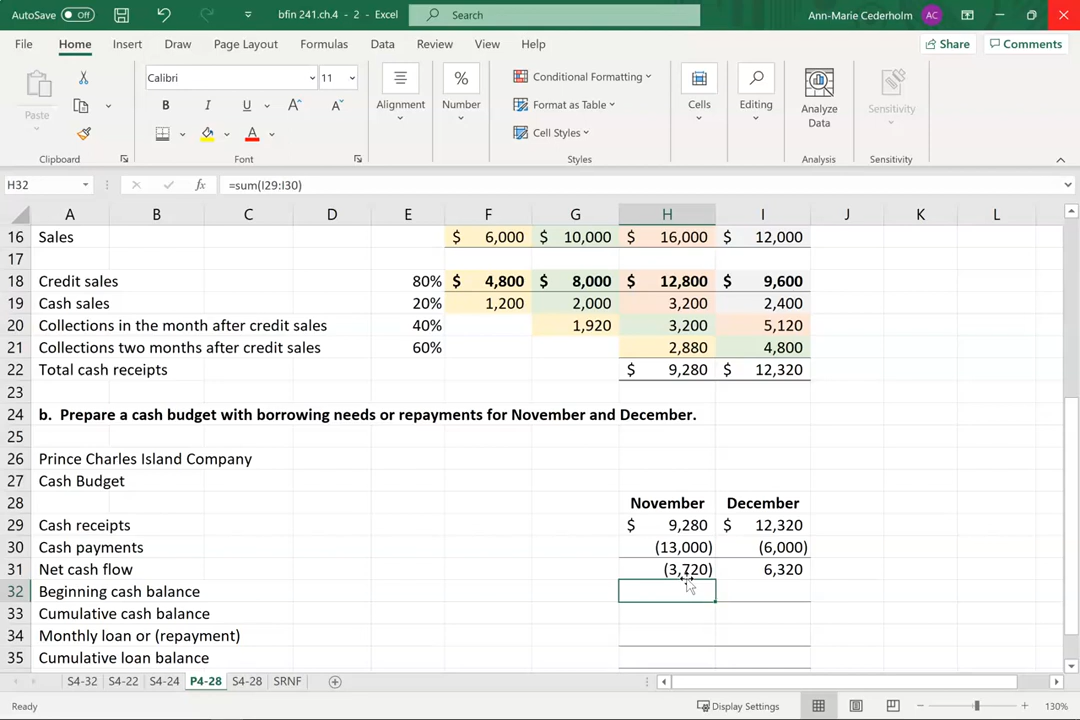 AutoSave Off bfin 241.ch.4 - 2 - Excel Search Ann-Marie Cederholm AC
File Home Insert Draw Page Layout Formulas Data Review View Help Share Comments
Calibri 11 Conditional Formatting
Paste B I U A A Alignment Number Format as Table Cells Editing Analyze Data Sensitivity
A Cell Styles
Clipboard Font Styles Analysis Sensitivity
H32 fx =sum(I29:I30)
A B C D E F G H I J K L
16 Sales $ 6,000 $ 10,000 $ 16,000 $ 12,000
17
18 Credit sales 80% $ 4,800 $ 8,000 $ 12,800 $ 9,600
19 Cash sales 20% 1,200 2,000 3,200 2,400
20 Collections in the month after credit sales 40% 1,920 3,200 5,120
21 Collections two months after credit sales 60% 2,880 4,800
22 Total cash receipts $ 9,280 $ 12,320
23
24 b. Prepare a cash budget with borrowing needs or repayments for November and December.
25
26 Prince Charles Island Company
27 Cash Budget
28 November December
29 Cash receipts $ 9,280 $ 12,320
30 Cash payments (13,000) (6,000)
31 Net cash flow (3,720) 6,320
32 Beginning cash balance
33 Cumulative cash balance
34 Monthly loan or (repayment)
35 Cumulative loan balance
S4-32 S4-22 S4-24 P4-28 S4-28 SRNF
Ready Display Settings 130%